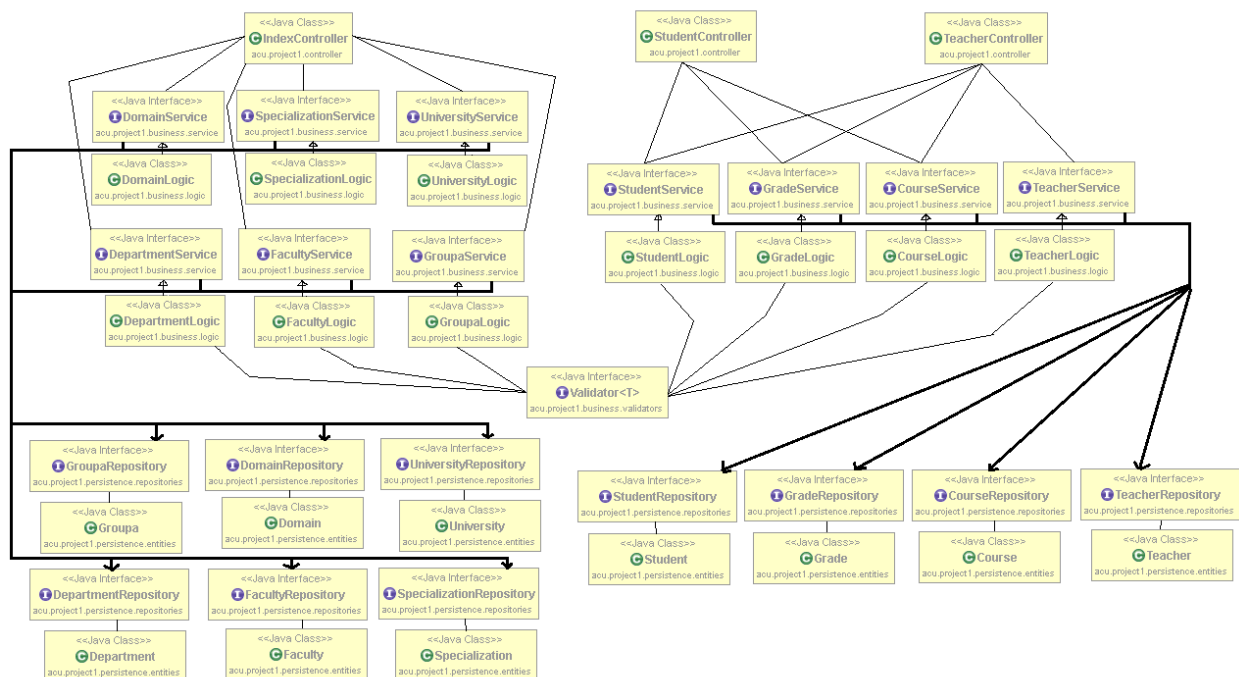 <<Java Class>>
IndexController
acu.project1.controller
<<Java Class>>
StudentController
acu.project1.controller
<<Java Class>>
TeacherController
acu.project1.controller
<<Java Interface>>
DomainService
acu.project1.business.service
<<Java Interface>>
SpecializationService
acu.project1.business.service
<<Java Interface>>
UniversityService
acu.project1.business.service
<<Java Class>>
DomainLogic
acu.project1.business.logic
<<Java Class>>
SpecializationLogic
acu.project1.business.logic
<<Java Class>>
UniversityLogic
acu.project1.business.logic
<<Java Interface>>
StudentService
acu.project1.business.service
<<Java Interface>>
GradeService
acu.project1.business.service
<<Java Interface>>
CourseService
acu.project1.business.service
<<Java Interface>>
TeacherService
acu.project1.business.service
<<Java Interface>>
DepartmentService
acu.project1.business.service
<<Java Interface>>
FacultyService
acu.project1.business.service
<<Java Interface>>
GroupaService
acu.project1.business.service
<<Java Class>>
StudentLogic
acu.project1.business.logic
<<Java Class>>
GradeLogic
acu.project1.business.logic
<<Java Class>>
CourseLogic
acu.project1.business.logic
<<Java Class>>
TeacherLogic
acu.project1.business.logic
<<Java Class>>
DepartmentLogic
acu.project1.business.logic
<<Java Class>>
FacultyLogic
acu.project1.business.logic
<<Java Class>>
GroupaLogic
acu.project1.business.logic
<<Java Interface>>
Validator<T>
acu.project1.business.validators
<<Java Interface>>
GroupaRepository
acu.project1.persistence.repositories
<<Java Interface>>
DomainRepository
acu.project1.persistence.repositories
<<Java Interface>>
UniversityRepository
acu.project1.persistence.repositories
<<Java Interface>>
StudentRepository
acu.project1.persistence.repositories
<<Java Interface>>
GradeRepository
acu.project1.persistence.repositories
<<Java Interface>>
CourseRepository
acu.project1.persistence.repositories
<<Java Interface>>
TeacherRepository
acu.project1.persistence.repositories
<<Java Class>>
Groupa
acu.project1.persistence.entities
<<Java Class>>
Domain
acu.project1.persistence.entities
<<Java Class>>
University
acu.project1.persistence.entities
<<Java Class>>
Student
acu.project1.persistence.entities
<<Java Class>>
Grade
acu.project1.persistence.entities
<<Java Class>>
Course
acu.project1.persistence.entities
<<Java Class>>
Teacher
acu.project1.persistence.entities
<<Java Interface>>
DepartmentRepository
acu.project1.persistence.repositories
<<Java Interface>>
FacultyRepository
acu.project1.persistence.repositories
<<Java Interface>>
SpecializationRepository
acu.project1.persistence.repositories
<<Java Class>>
Department
acu.project1.persistence.entities
<<Java Class>>
Faculty
acu.project1.persistence.entities
<<Java Class>>
Specialization
acu.project1.persistence.entities